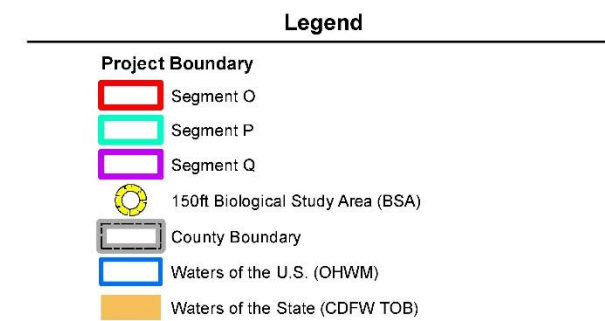 Legend
Project Boundary
Segment O
Segment P
Segment Q
150ft Biological Study Area (BSA)
County Boundary
Waters of the U.S. (OHWM)
Waters of the State (CDFW TOB)